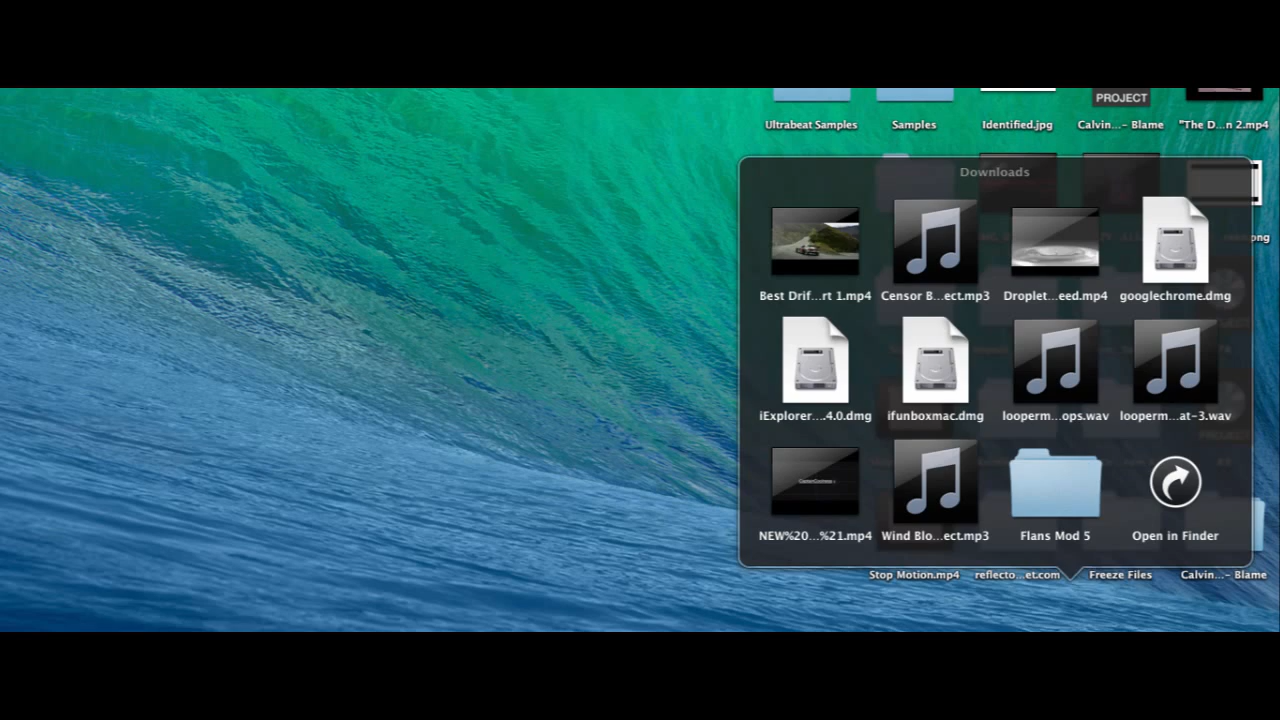 PROJECT
Ultrabeat Samples
Samples
Identified.jpg
Calvin...- Blame
"The D...n 2.mp4
Downloads
Best Drif...rt 1.mp4
Censor B...ect.mp3
Droplet...eed.mp4
googlechrome.dmg
iExplorer....4.0.dmg
ifunboxmac.dmg
looperm...ops.wav
looperm...at-3.wav
NEW%20...%21.mp4
Wind Blo...ect.mp3
Flans Mod 5
Open in Finder
Stop Motion.mp4
reflecto...et.com
Freeze Files
Calvin...- Blame